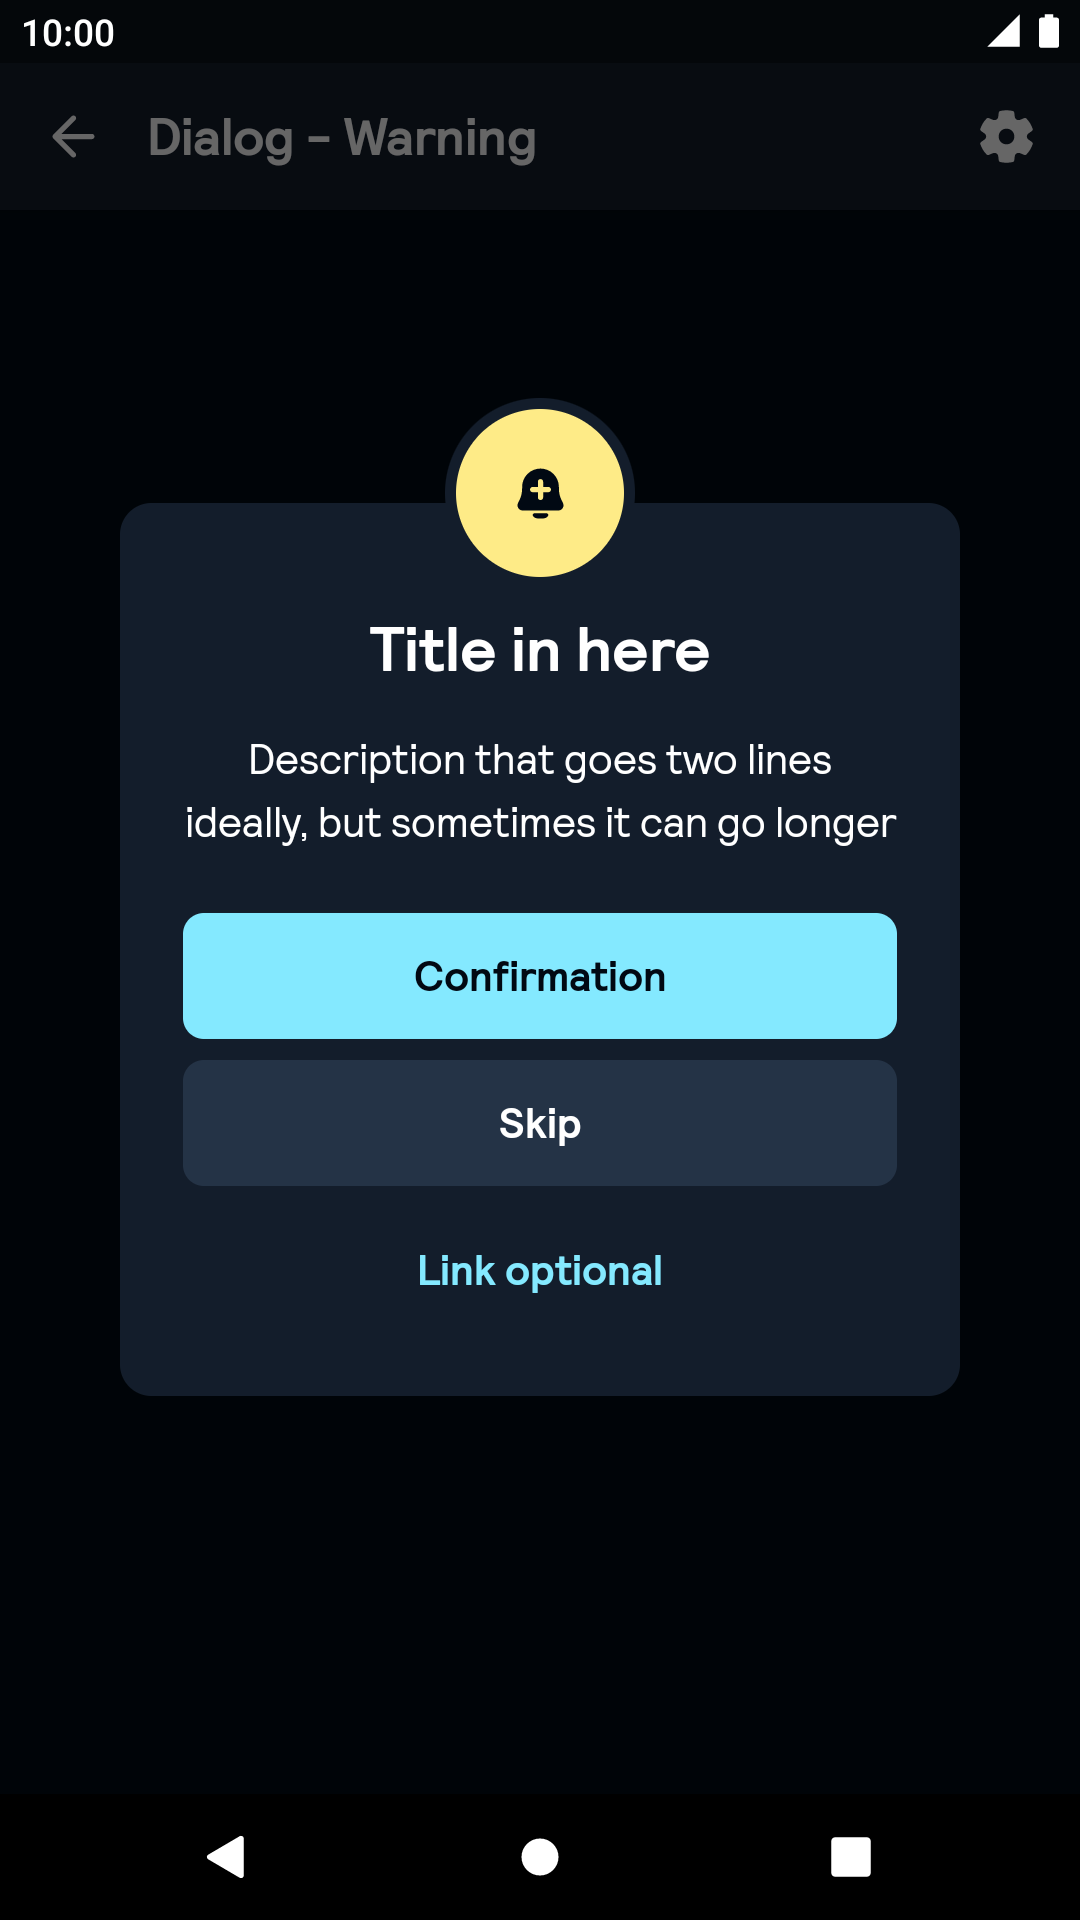 10:00
Dialog - Warning
Title in here
Description that goes two lines
ideally, but sometimes it can go longer
Confirmation
Skip
Link optional